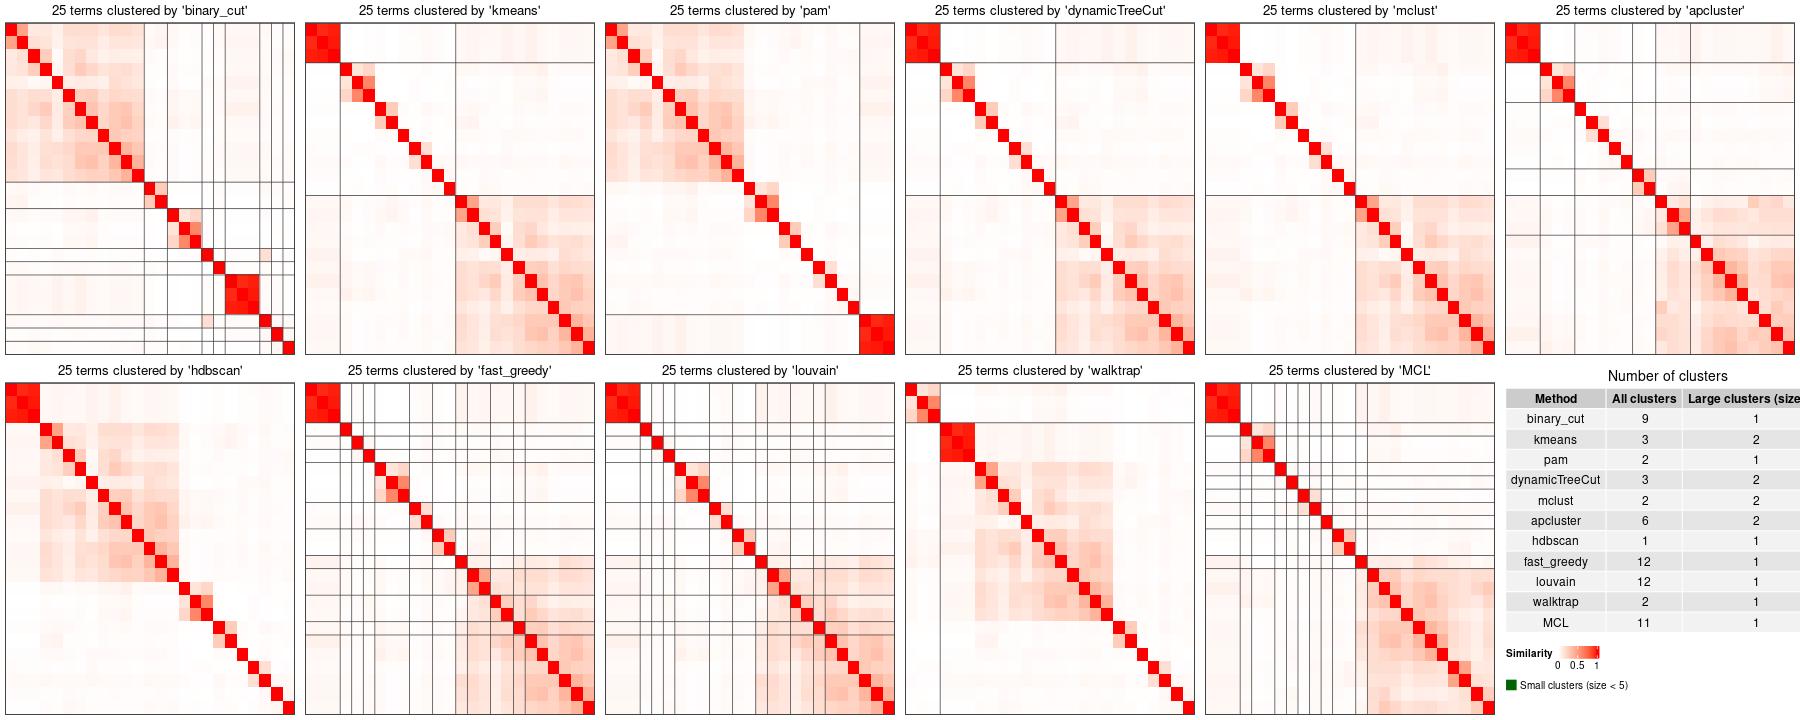 25 terms clustered by 'binary_cut'
25 terms clustered by 'kmeans'
25 terms clustered by 'pam'
25 terms clustered by 'dynamicTreeCut'
25 terms clustered by 'mclust'
25 terms clustered by 'apcluster'
25 terms clustered by 'hdbscan'
25 terms clustered by 'fast_greedy'
25 terms clustered by 'louvain'
25 terms clustered by 'walktrap'
25 terms clustered by 'MCL'
Number of clusters
Method All clusters Large clusters (size
binary_cut 9 1
kmeans 3 2
pam 2 1
dynamicTreeCut 3 2
mclust 2 2
apcluster 6 2
hdbscan 1 1
fast_greedy 12 1
louvain 12 1
walktrap 2 1
MCL 11 1
Similarity
0 0.5 1
Small clusters (size < 5)